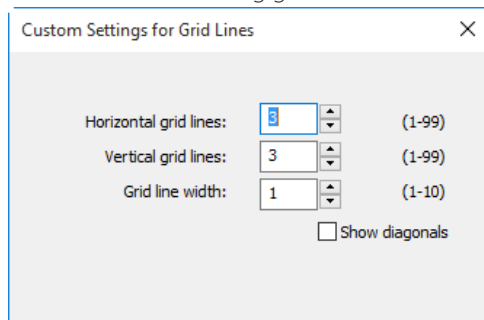 Custom Settings for Grid Lines
Horizontal grid lines: 3 (1-99)
Vertical grid lines: 3 (1-99)
Grid line width: 1 (1-10)
Show diagonals